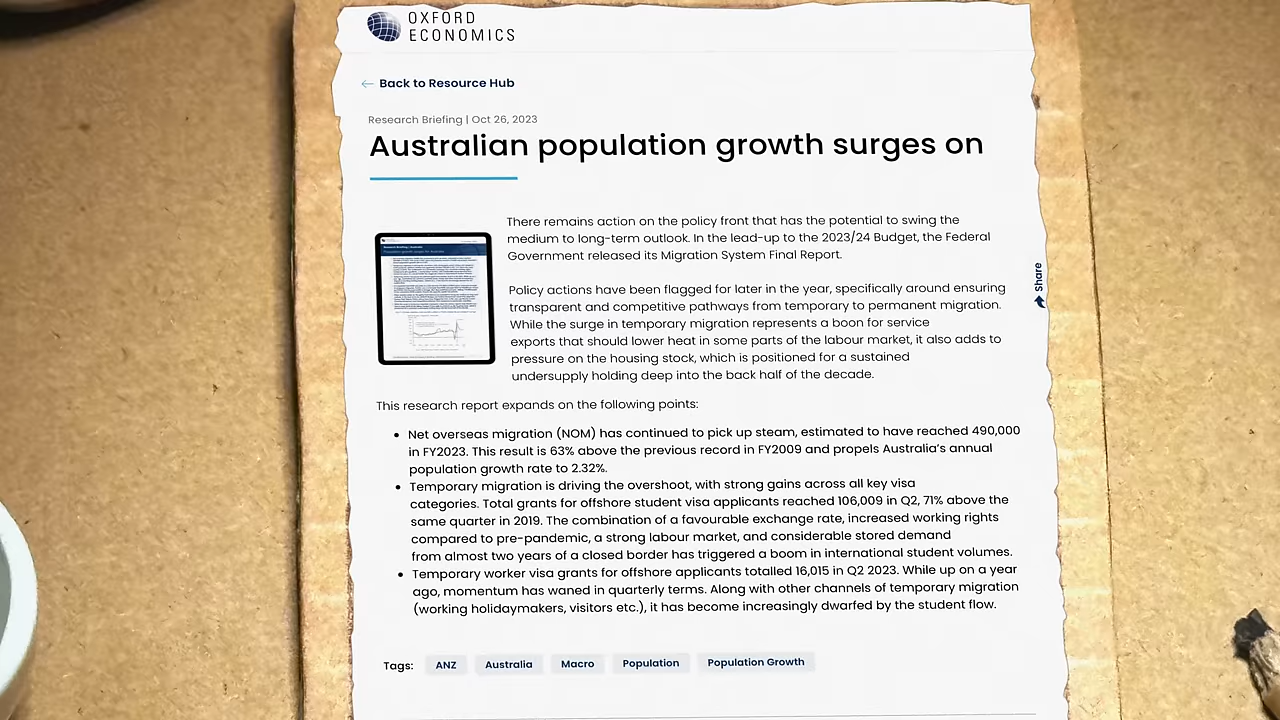 OXFORD
ECONOMICS
← Back to Resource Hub
Research Briefing | Oct 26, 2023
Australian population growth surges on
There remains action on the policy front that has the potential to swing the
medium to long-term outlook. In the lead-up to the 2023/24 Budget, the Federal
Government released its Migration System Final Report.
Policy actions have been flagged for later in the year, specifically around ensuring
transparent and competitive pathways from temporary to permanent migration.
While the surge in temporary migration represents a boon for service
exports that should lower heat in some parts of the labour market, it also adds to
pressure on the housing stock, which is positioned for a sustained
undersupply holding deep into the back half of the decade.
Share
This research report expands on the following points:
• Net overseas migration (NOM) has continued to pick up steam, estimated to have reached 490,000
in FY2023. This result is 63% above the previous record in FY2009 and propels Australia's annual
population growth rate to 2.32%.
• Temporary migration is driving the overshoot, with strong gains across all key visa
categories. Total grants for offshore student visa applicants reached 106,009 in Q2, 71% above the
same quarter in 2019. The combination of a favourable exchange rate, increased working rights
compared to pre-pandemic, a strong labour market, and considerable stored demand
from almost two years of a closed border has triggered a boom in international student volumes.
• Temporary worker visa grants for offshore applicants totalled 16,015 in Q2 2023. While up on a year
ago, momentum has waned in quarterly terms. Along with other channels of temporary migration
(working holidaymakers, visitors etc.), it has become increasingly dwarfed by the student flow.
Tags: ANZ Australia Macro Population Population Growth